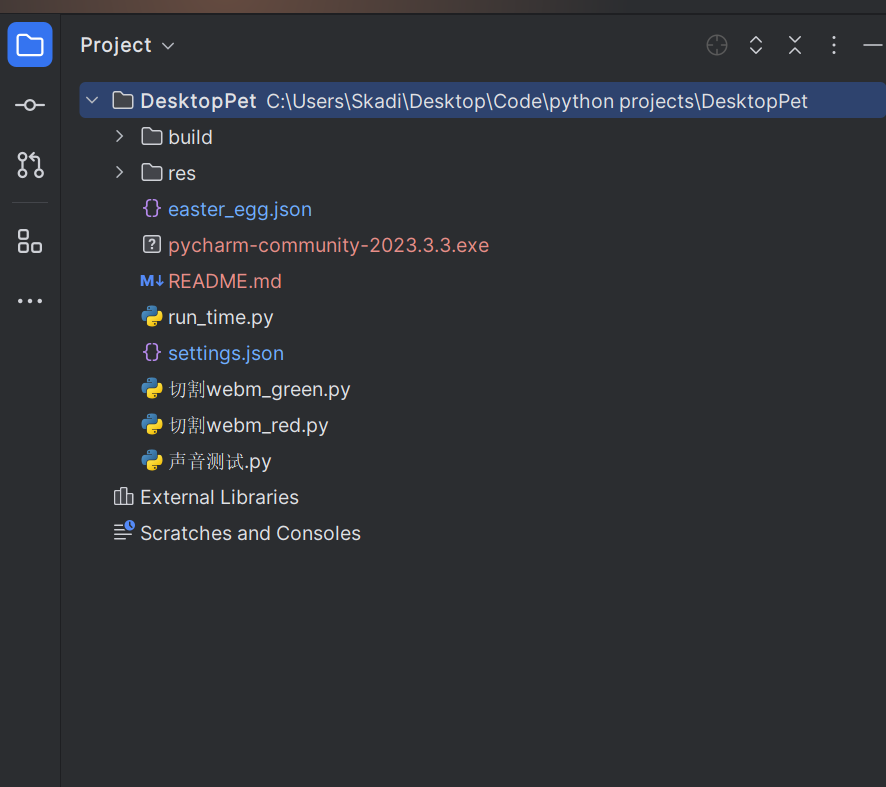 Project
DesktopPet C:\Users\Skadi\Desktop\Code\python projects\DesktopPet
build
res
{} easter_egg.json
? pycharm-community-2023.3.3.exe
M↓ README.md
run_time.py
{} settings.json
切割webm_green.py
切割webm_red.py
声音测试.py
External Libraries
Scratches and Consoles